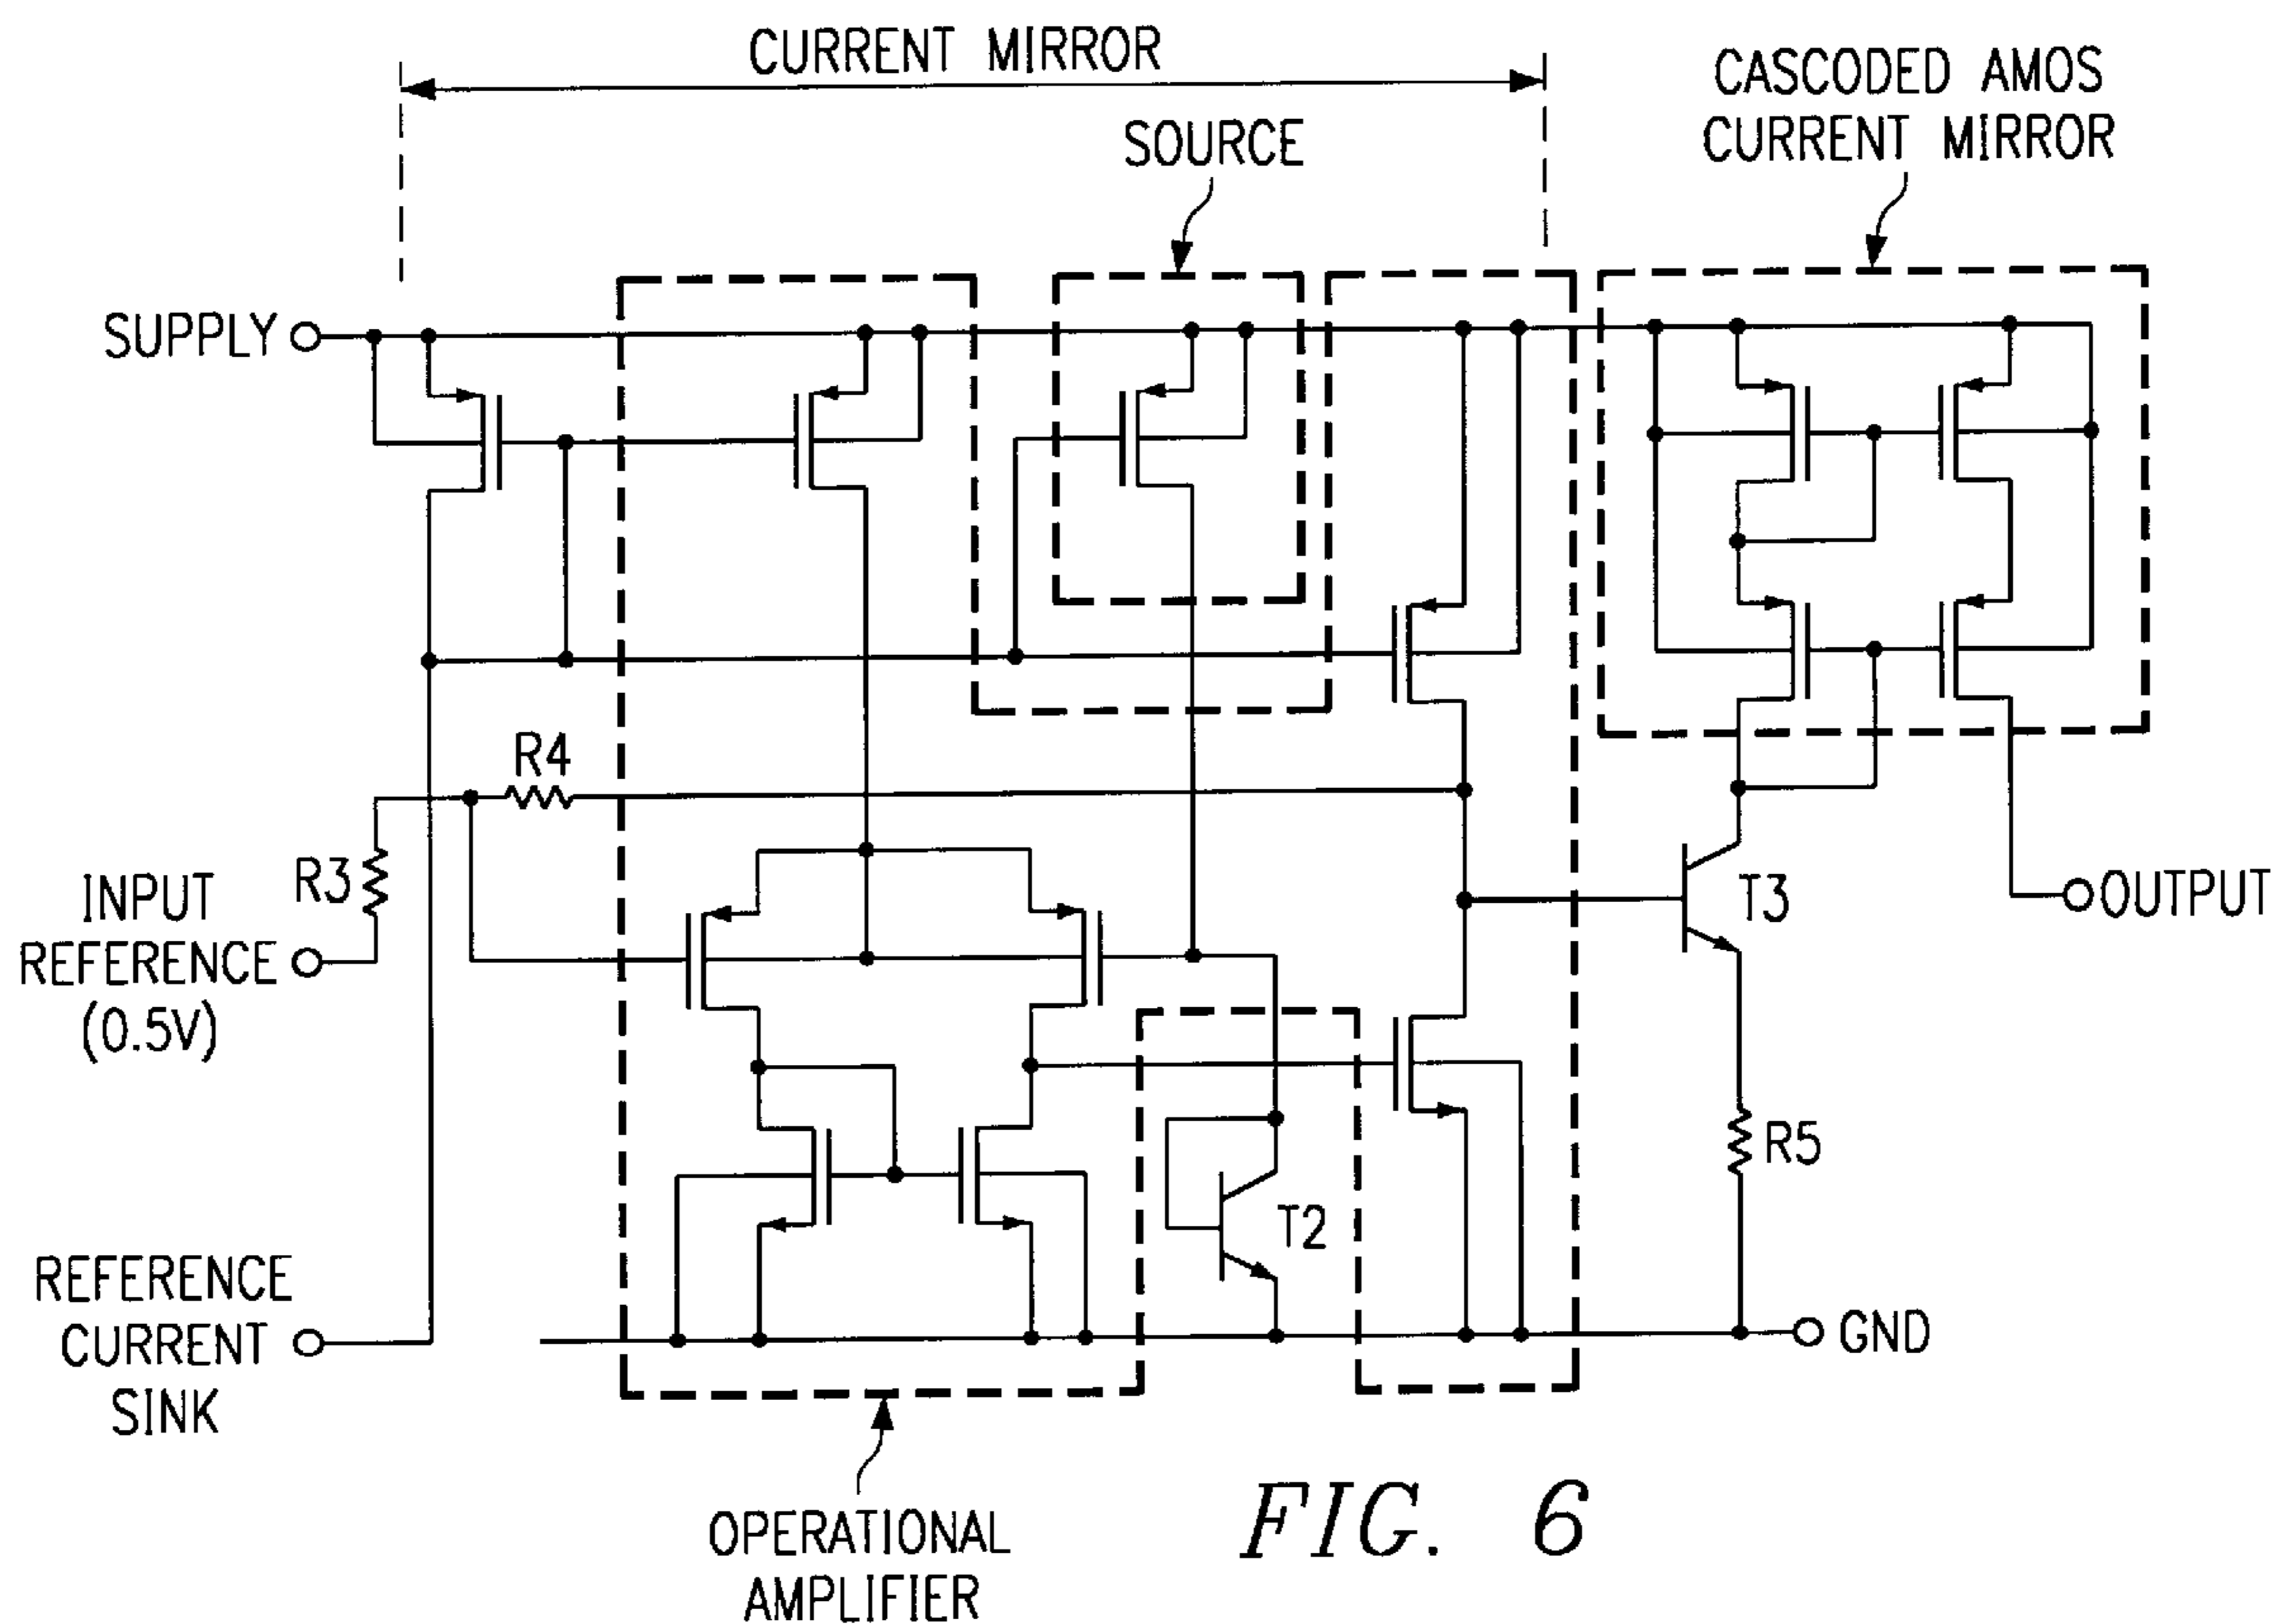 CURRENT MIRROR
SOURCE
CASCODED AMOS
CURRENT MIRROR
SUPPLY
R4
R3
INPUT
REFERENCE
(0.5V)
T3
OUTPUT
R5
T2
REFERENCE
CURRENT
SINK
GND
OPERATIONAL
AMPLIFIER
FIG. 6